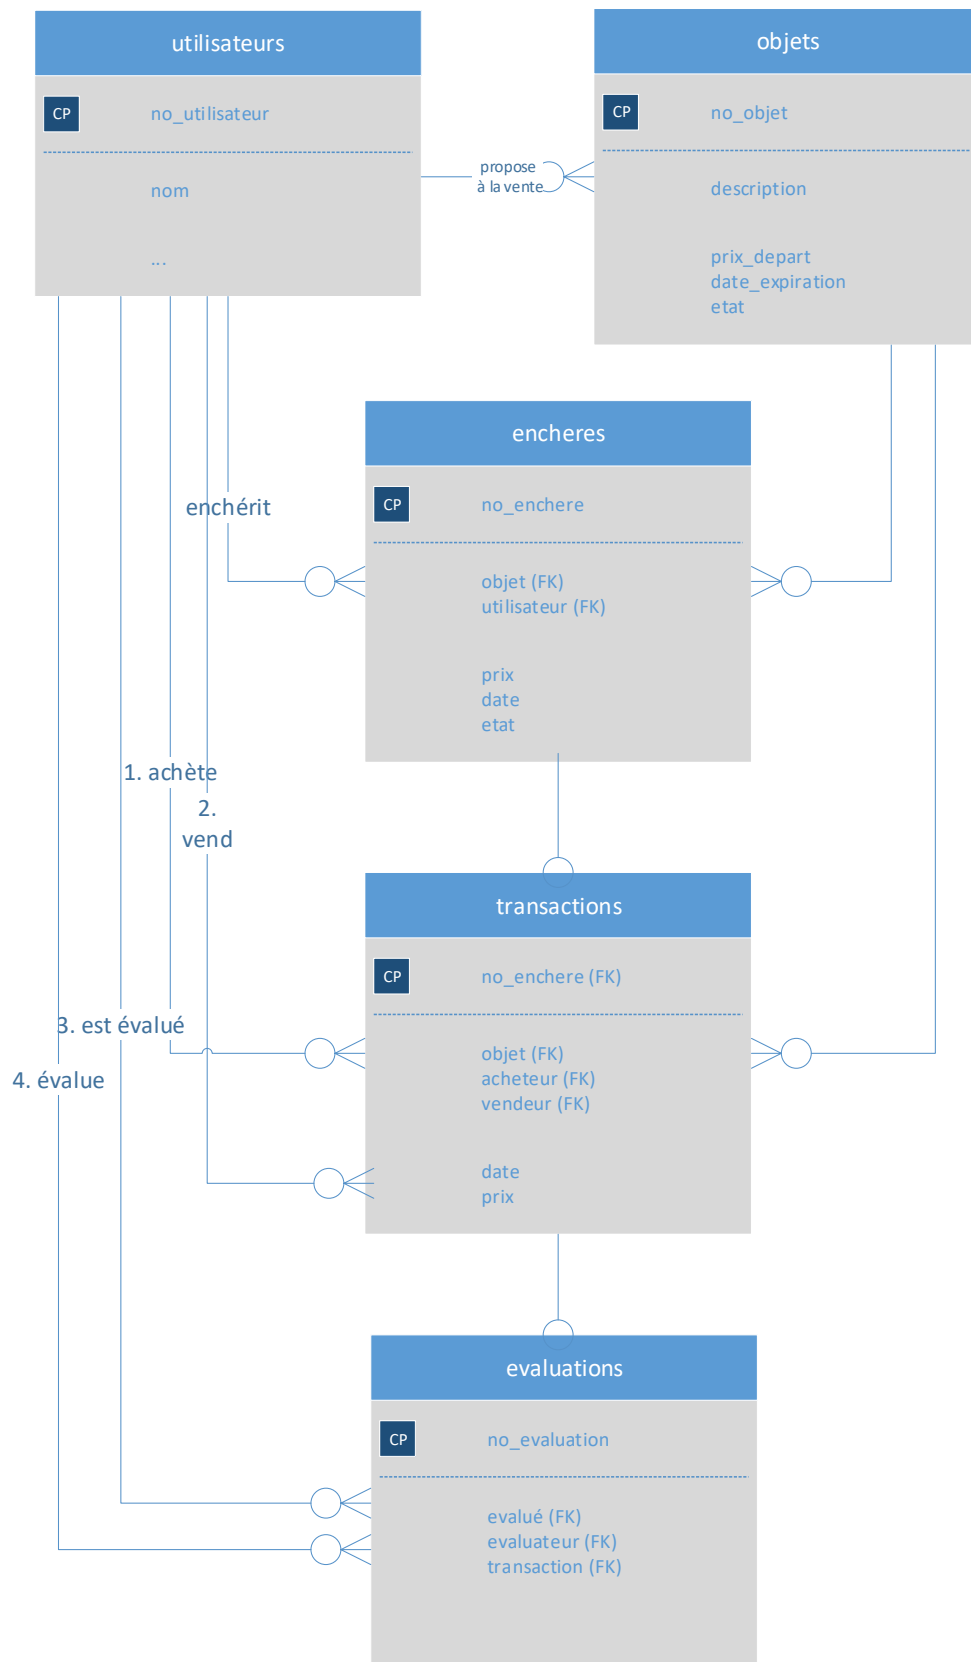 utilisateurs
CP
no_utilisateur
nom
...
objets
CP
no_objet
description
prix_depart
date_expiration
etat
propose
à la vente
encheres
CP
no_enchere
objet (FK)
utilisateur (FK)
prix
date
etat
enchérit
1. achète
2.
vend
transactions
CP
no_enchere (FK)
objet (FK)
acheteur (FK)
vendeur (FK)
date
prix
3. est évalué
4. évalue
evaluations
CP
no_evaluation
evalué (FK)
evaluateur (FK)
transaction (FK)